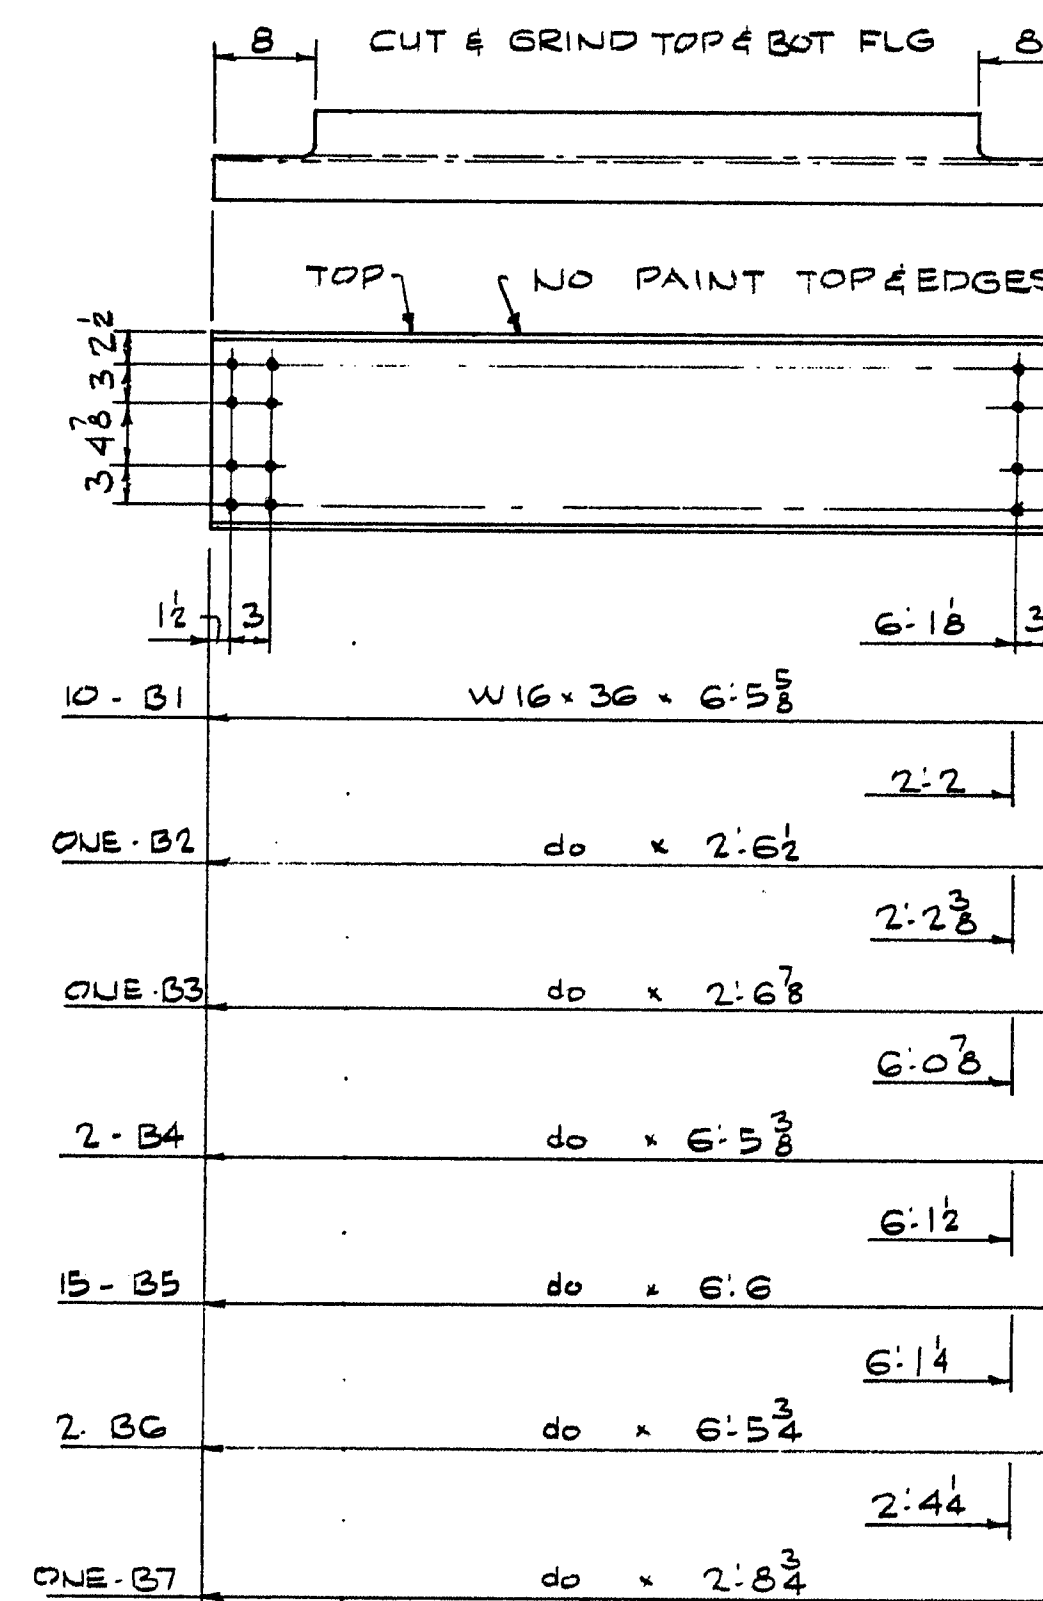 8 CUT & GRIND TOP & BOT FLG 8
TOP NO PAINT TOP & EDGES
2 1/2
3
4 7/8
3
1 1/2 3 6'-1 1/8 3
10 - B1 W16 x 36 x 6'-5 5/8
2'-2
ONE - B2 do x 2'-6 1/2
2'-2 3/8
ONE - B3 do x 2'-6 7/8
6'-0 7/8
2 - B4 do x 6'-5 3/8
6'-1 1/2
15 - B5 do x 6'-6
6'-1 1/4
2 - B6 do x 6'-5 3/4
2'-4 1/4
ONE - B7 do x 2'-8 3/4